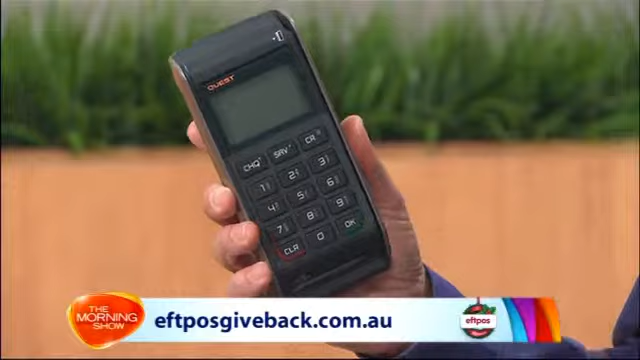 QUEST
CHQ SAV CR
1 2 3
4 5 6
7 8 9
CLR 0 OK
THE
MORNING
SHOW
eftposgiveback.com.au
eftpos